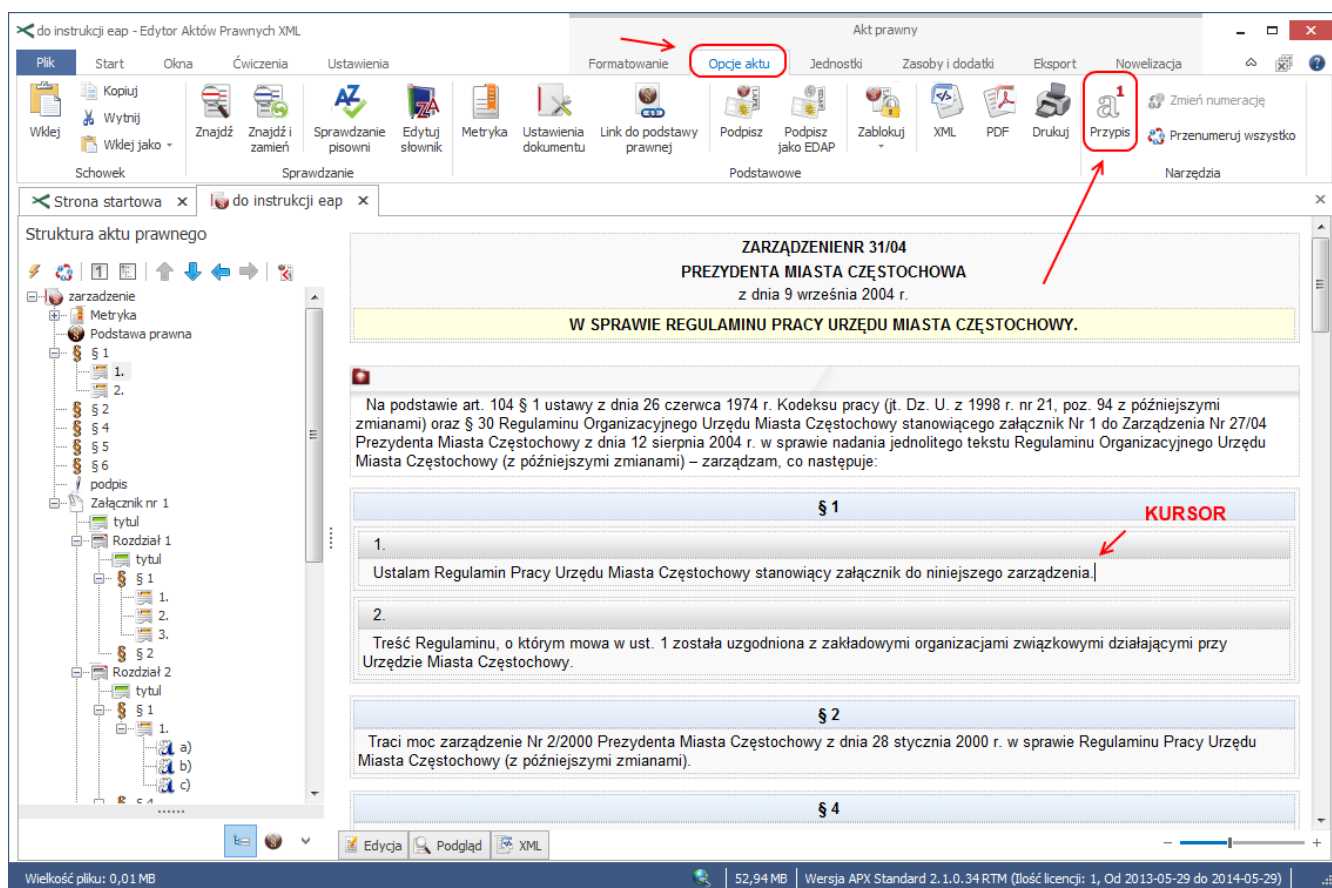 do instrukcji eap - Edytor Aktów Prawnych XML
Akt prawny
Plik Start Okna Ćwiczenia Ustawienia Formatowanie Opcje aktu Jednostki Zasoby i dodatki Eksport Nowelizacja
Wklej
Kopiuj
Wytnij
Wklej jako
Znajdź
Znajdź i zamień
Sprawdzanie pisowni
Edytuj słownik
Metryka
Ustawienia dokumentu
Link do podstawy prawnej
Podpisz
Podpisz jako EDAP
Zablokuj
XML
PDF
Drukuj
Przypis
Zmień numerację
Przenumeruj wszystko
Schowek Sprawdzanie Podstawowe Narzędzia
Strona startowa
do instrukcji eap
Struktura aktu prawnego
zarzadzenie
Metryka
Podstawa prawna
§ 1
1.
2.
§ 2
§ 4
§ 5
§ 6
podpis
Załącznik nr 1
tytul
Rozdział 1
tytul
§ 1
1.
2.
3.
§ 2
Rozdział 2
tytul
§ 1
1.
a)
b)
c)
ZARZĄDZENIENR 31/04
PREZYDENTA MIASTA CZĘSTOCHOWA
z dnia 9 września 2004 r.
W SPRAWIE REGULAMINU PRACY URZĘDU MIASTA CZĘSTOCHOWY.
Na podstawie art. 104 § 1 ustawy z dnia 26 czerwca 1974 r. Kodeksu pracy (jt. Dz. U. z 1998 r. nr 21, poz. 94 z późniejszymi
zmianami) oraz § 30 Regulaminu Organizacyjnego Urzędu Miasta Częstochowy stanowiącego załącznik Nr 1 do Zarządzenia Nr 27/04
Prezydenta Miasta Częstochowy z dnia 12 sierpnia 2004 r. w sprawie nadania jednolitego tekstu Regulaminu Organizacyjnego Urzędu
Miasta Częstochowy (z późniejszymi zmianami) – zarządzam, co następuje:
§ 1
KURSOR
1.
Ustalam Regulamin Pracy Urzędu Miasta Częstochowy stanowiący załącznik do niniejszego zarządzenia.
2.
Treść Regulaminu, o którym mowa w ust. 1 została uzgodniona z zakładowymi organizacjami związkowymi działającymi przy
Urzędzie Miasta Częstochowy.
§ 2
Traci moc zarządzenie Nr 2/2000 Prezydenta Miasta Częstochowy z dnia 28 stycznia 2000 r. w sprawie Regulaminu Pracy Urzędu
Miasta Częstochowy (z późniejszymi zmianami).
§ 4
Edycja Podgląd XML
Wielkość pliku: 0,01 MB
52,94 MB
Wersja APX Standard 2.1.0.34 RTM (Ilość licencji: 1, Od 2013-05-29 do 2014-05-29)